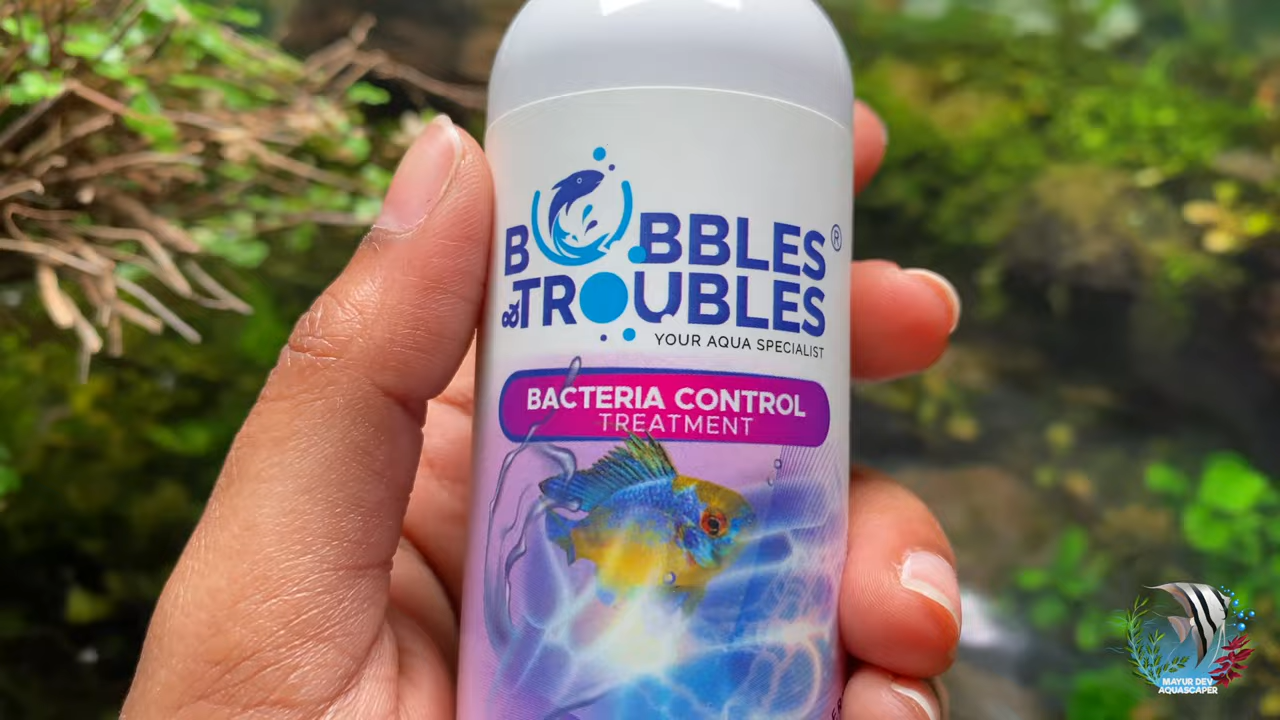 BUBBLES®
& TROUBLES
YOUR AQUA SPECIALIST
BACTERIA CONTROL
TREATMENT
MAYUR DEV
AQUASCAPER